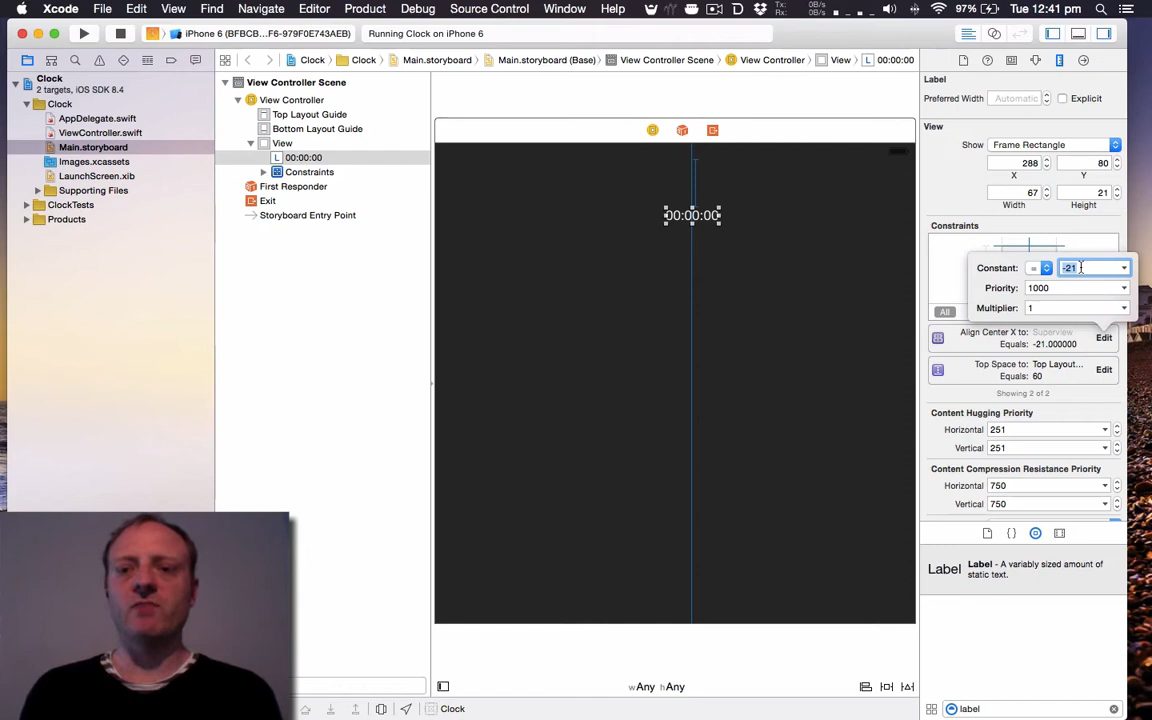 Xcode File Edit View Find Navigate Editor Product Debug Source Control Window Help
Tx: 0B/s
Rx: 0B/s
97% Tue 12:41 pm
iPhone 6 (BFBCB...F6-979F0E743AEB)
Running Clock on iPhone 6
Clock
2 targets, iOS SDK 8.4
Clock
AppDelegate.swift
ViewController.swift
Main.storyboard
Images.xcassets
LaunchScreen.xib
Supporting Files
ClockTests
Products
Clock Clock Main.storyboard Main.storyboard (Base) View Controller Scene View Controller View L 00:00:00
View Controller Scene
View Controller
Top Layout Guide
Bottom Layout Guide
View
L 00:00:00
Constraints
First Responder
Exit
Storyboard Entry Point
00:00:00
wAny hAny
Clock
Label
Preferred Width Automatic Explicit
View
Show Frame Rectangle
288 80
X Y
67 21
Width Height
Constraints
Constant: = -21
Priority: 1000
Multiplier: 1
All
Align Center X to: Superview
Equals: -21.000000
Edit
Top Space to: Top Layout...
Equals: 60
Edit
Showing 2 of 2
Content Hugging Priority
Horizontal 251
Vertical 251
Content Compression Resistance Priority
Horizontal 750
Vertical 750
Label
Label - A variably sized amount of
static text.
label